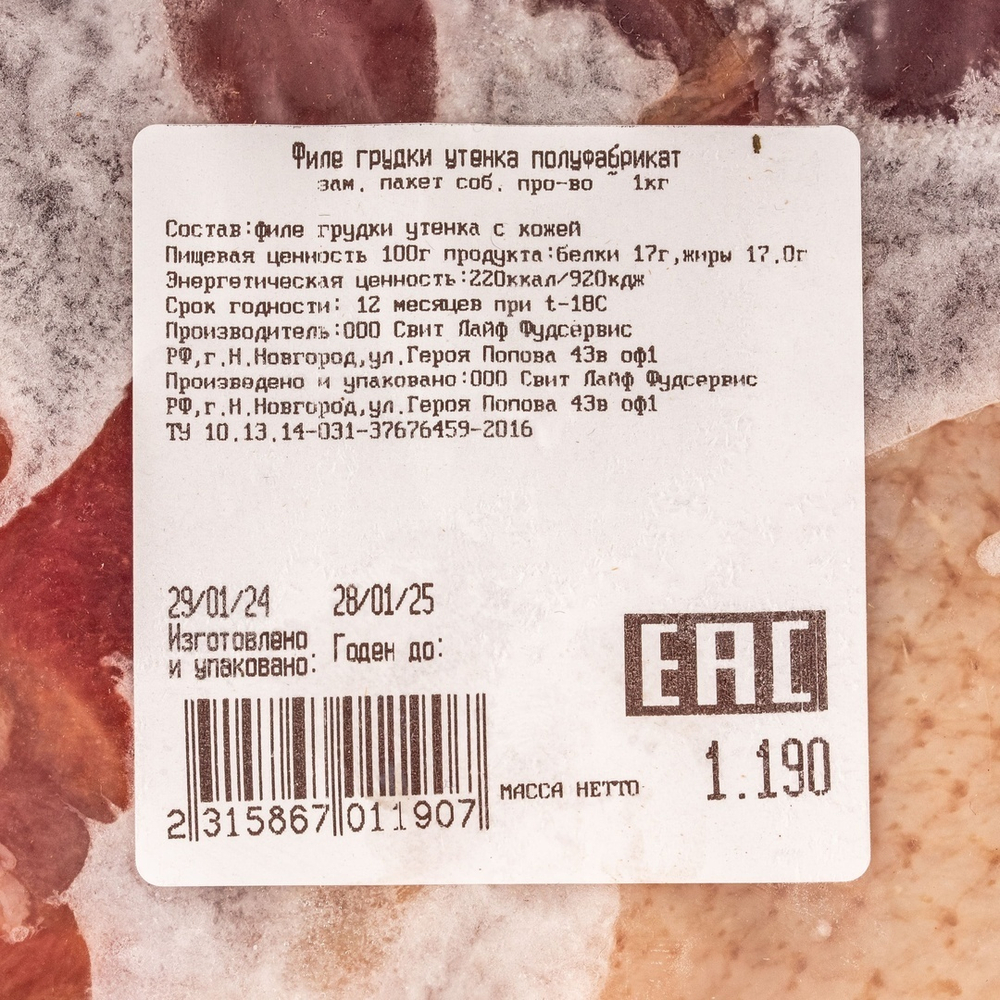 Филе грудки утенка полуфабрикат
зам. пакет соб. про-во ~ 1кг
Состав:филе грудки утенка с кожей
Пищевая ценность 100г продукта:белки 17г,жиры 17.0г
Энергетическая ценность:220ккал/920кдж
Срок годности: 12 месяцев при t-18С
Производитель:ООО Свит Лайф Фудсервис
РФ,г.Н.Новгород,ул.Героя Попова 43в оф1
Произведено и упаковано:ООО Свит Лайф Фудсервис
РФ,г.Н.Новгород,ул.Героя Попова 43в оф1
ТУ 10.13.14-031-37676459-2016
29/01/24 28/01/25
Изготовлено
и упаковано: Годен до:
EAC
МАССА НЕТТО 1.190
2 315867 011907